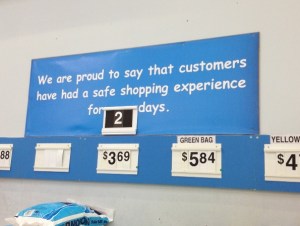 We are proud to say that customers
have had a safe shopping experience
for 2 days.
GREEN BAG
YELLOW
88
$369
$584
$4